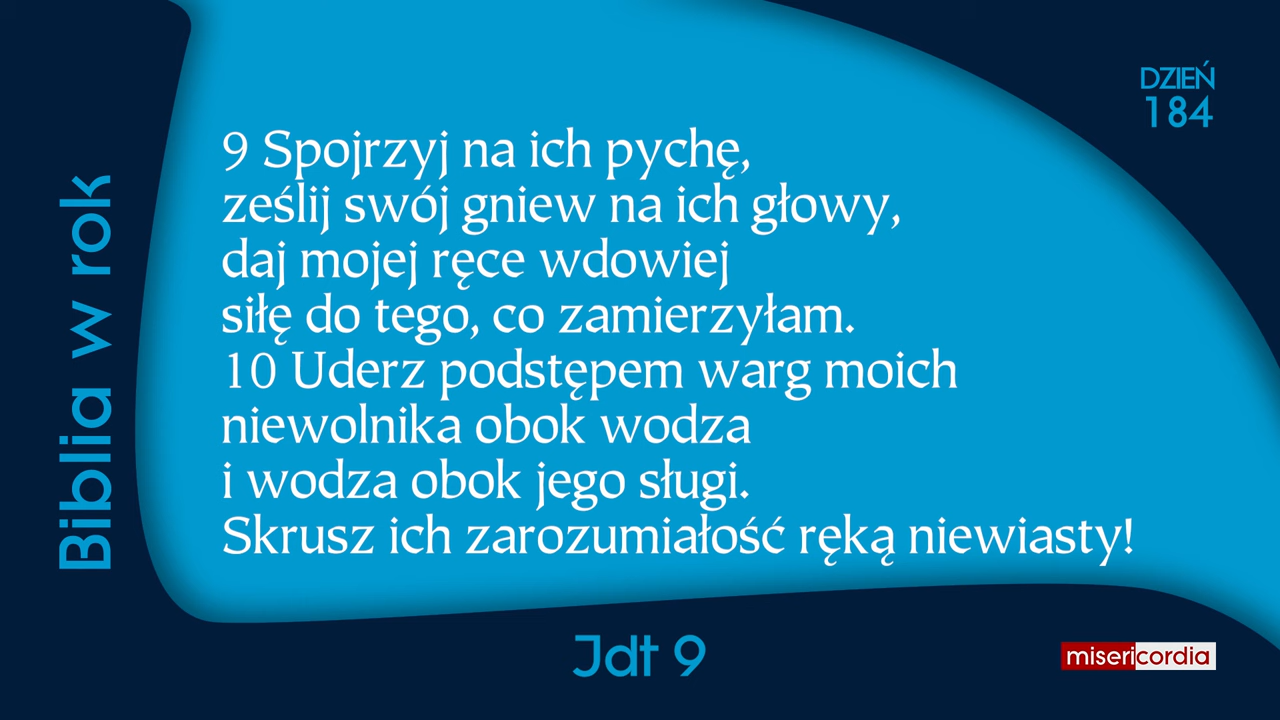 DZIEŃ
184
Biblia w rok
9 Spojrzyj na ich pychę,
ześlij swój gniew na ich głowy,
daj mojej ręce wdowiej
siłę do tego, co zamierzyłam.
10 Uderz podstępem warg moich
niewolnika obok wodza
i wodza obok jego sługi.
Skrusz ich zarozumiałość ręką niewiasty!
Jdt 9
misericordia